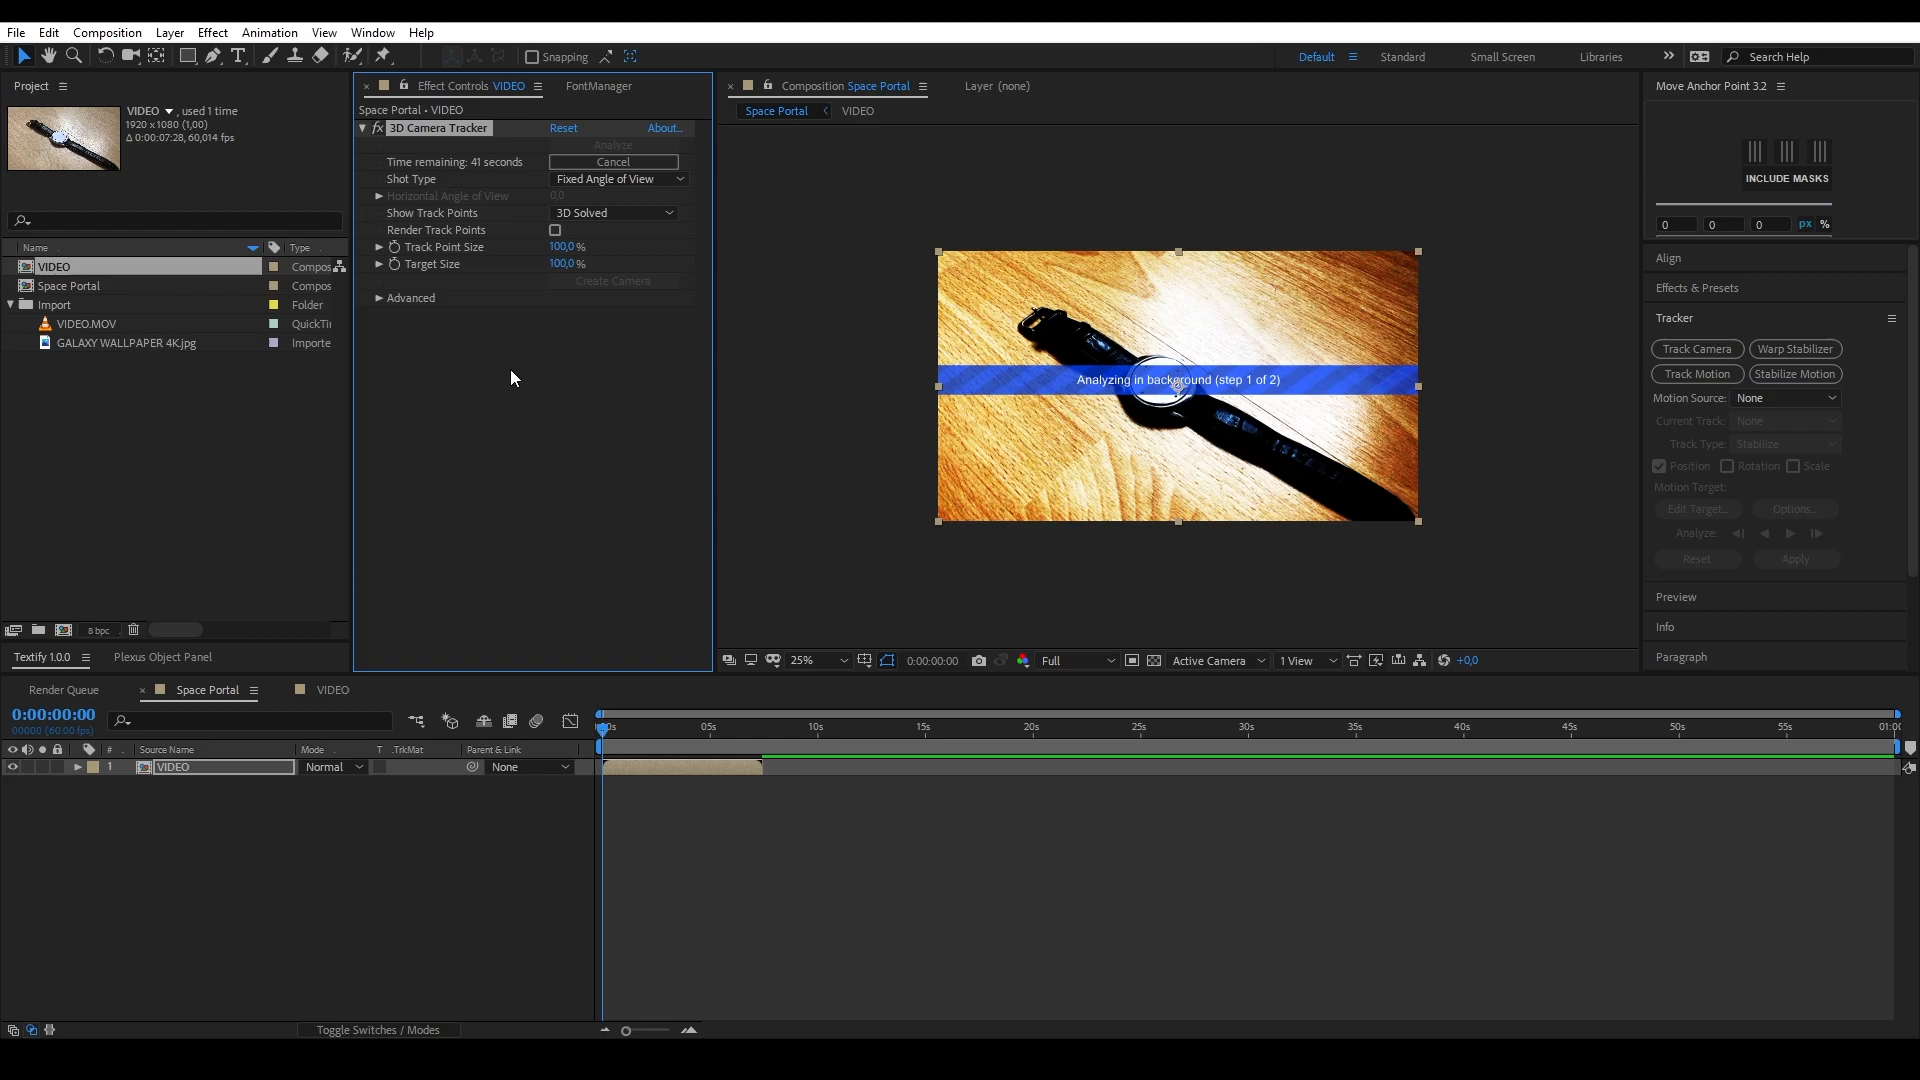 File Edit Composition Layer Effect Animation View Window Help
Snapping
Default Standard Small Screen Libraries Search Help
Project
VIDEO , used 1 time
1920 x 1080 (1,00)
Δ 0:00:07:28, 60,014 fps
Name Type
VIDEO Compos
Space Portal Compos
Import Folder
VIDEO.MOV QuickTi
GALAXY WALLPAPER 4K.jpg Importe
8 bpc
Textify 1.0.0 Plexus Object Panel
Effect Controls VIDEO FontManager
Space Portal • VIDEO
fx 3D Camera Tracker Reset About...
Analyze
Time remaining: 41 seconds Cancel
Shot Type Fixed Angle of View
Horizontal Angle of View 0,0
Show Track Points 3D Solved
Render Track Points
Track Point Size 100,0 %
Target Size 100,0 %
Create Camera
Advanced
Composition Space Portal Layer (none)
Space Portal VIDEO
Analyzing in background (step 1 of 2)
25% 0:00:00:00 Full Active Camera 1 View +0,0
Move Anchor Point 3.2
INCLUDE MASKS
0 0 0 px %
Align
Effects & Presets
Tracker
Track Camera Warp Stabilizer
Track Motion Stabilize Motion
Motion Source: None
Current Track: None
Track Type: Stabilize
Position Rotation Scale
Motion Target:
Edit Target... Options...
Analyze:
Reset Apply
Preview
Info
Paragraph
Render Queue Space Portal VIDEO
0:00:00:00
00000 (60.00 fps)
# Source Name Mode T .TrkMat Parent & Link
1 VIDEO Normal None
05s 10s 15s 20s 25s 30s 35s 40s 45s 50s 55s
Toggle Switches / Modes